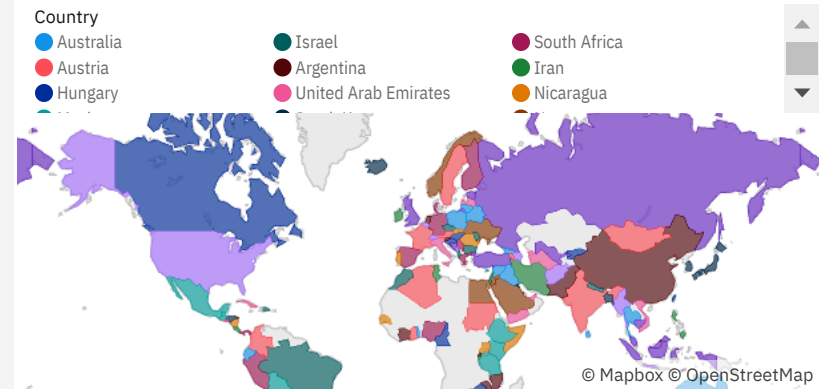 Country
Australia
Israel
South Africa
Austria
Argentina
Iran
Hungary
United Arab Emirates
Nicaragua
© Mapbox © OpenStreetMap